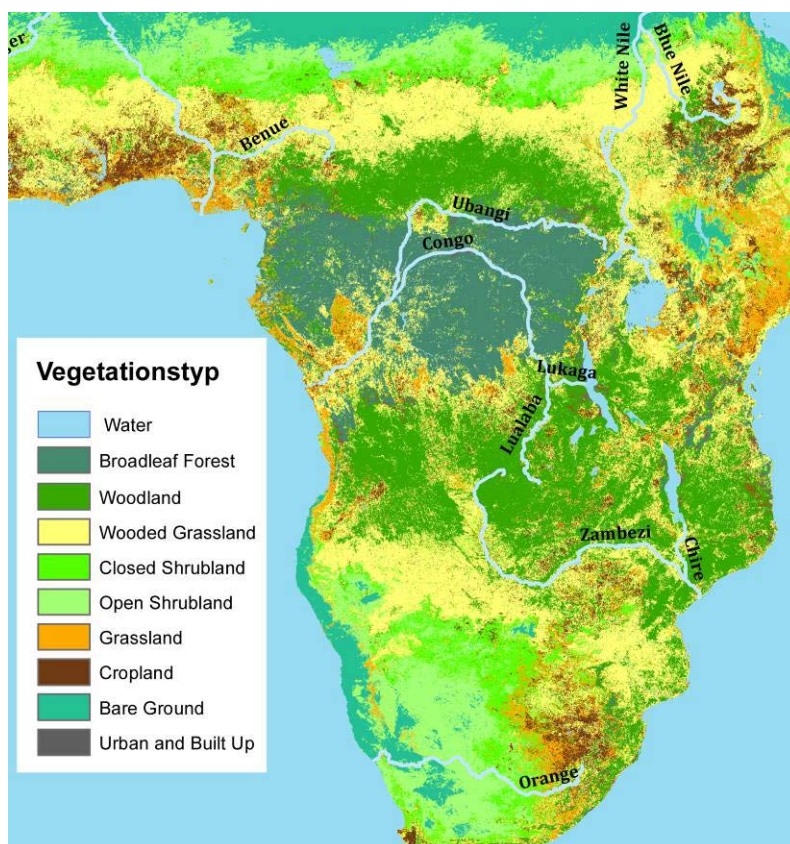 ger
White Nile
Blue Nile
Benue
Ubangi
Congo
Lukaga
Lualaba
Zambezi
Chire
Orange
Vegetationstyp
Water
Broadleaf Forest
Woodland
Wooded Grassland
Closed Shrubland
Open Shrubland
Grassland
Cropland
Bare Ground
Urban and Built Up